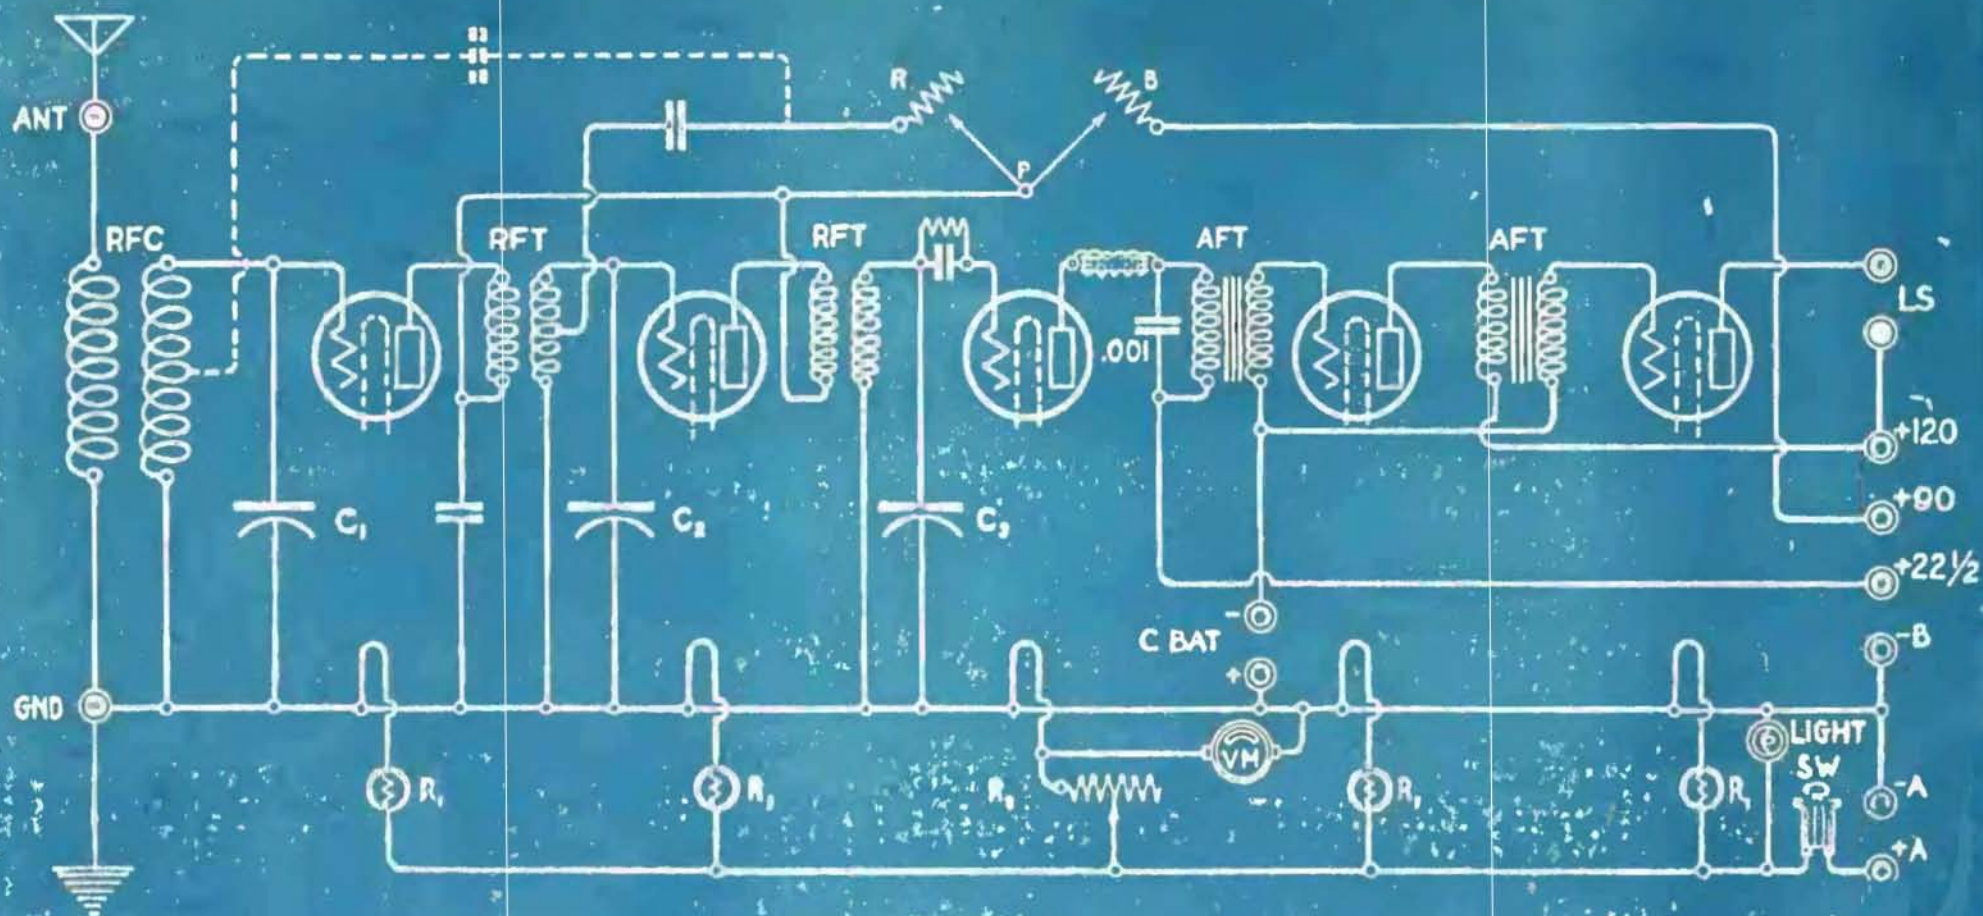 ANT
R
B
P
RFC
RFT
RFT
AFT
AFT
LS
.001
+120
+90
C₁
C₂
C₃
+22½
-
C BAT
+
-B
GND
VM
LIGHT
SW
R₁
R₁
R₁
R₁
-A
+A